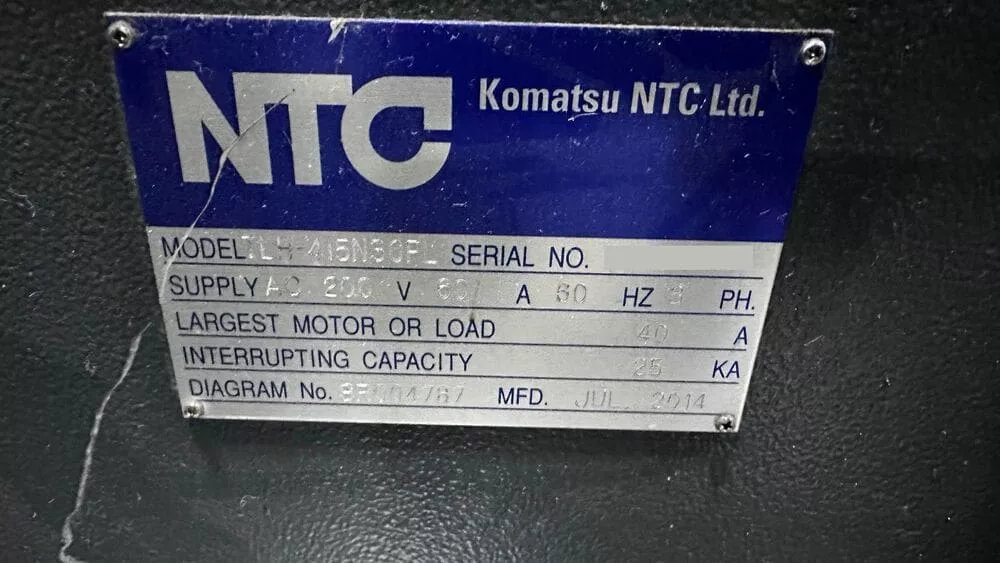 NTC Komatsu NTC Ltd.
MODEL SERIAL NO.
SUPPLY AC 200 V A 60 HZ 3 PH.
LARGEST MOTOR OR LOAD 40 A
INTERRUPTING CAPACITY 25 KA
DIAGRAM No. MFD. JUL. 2014